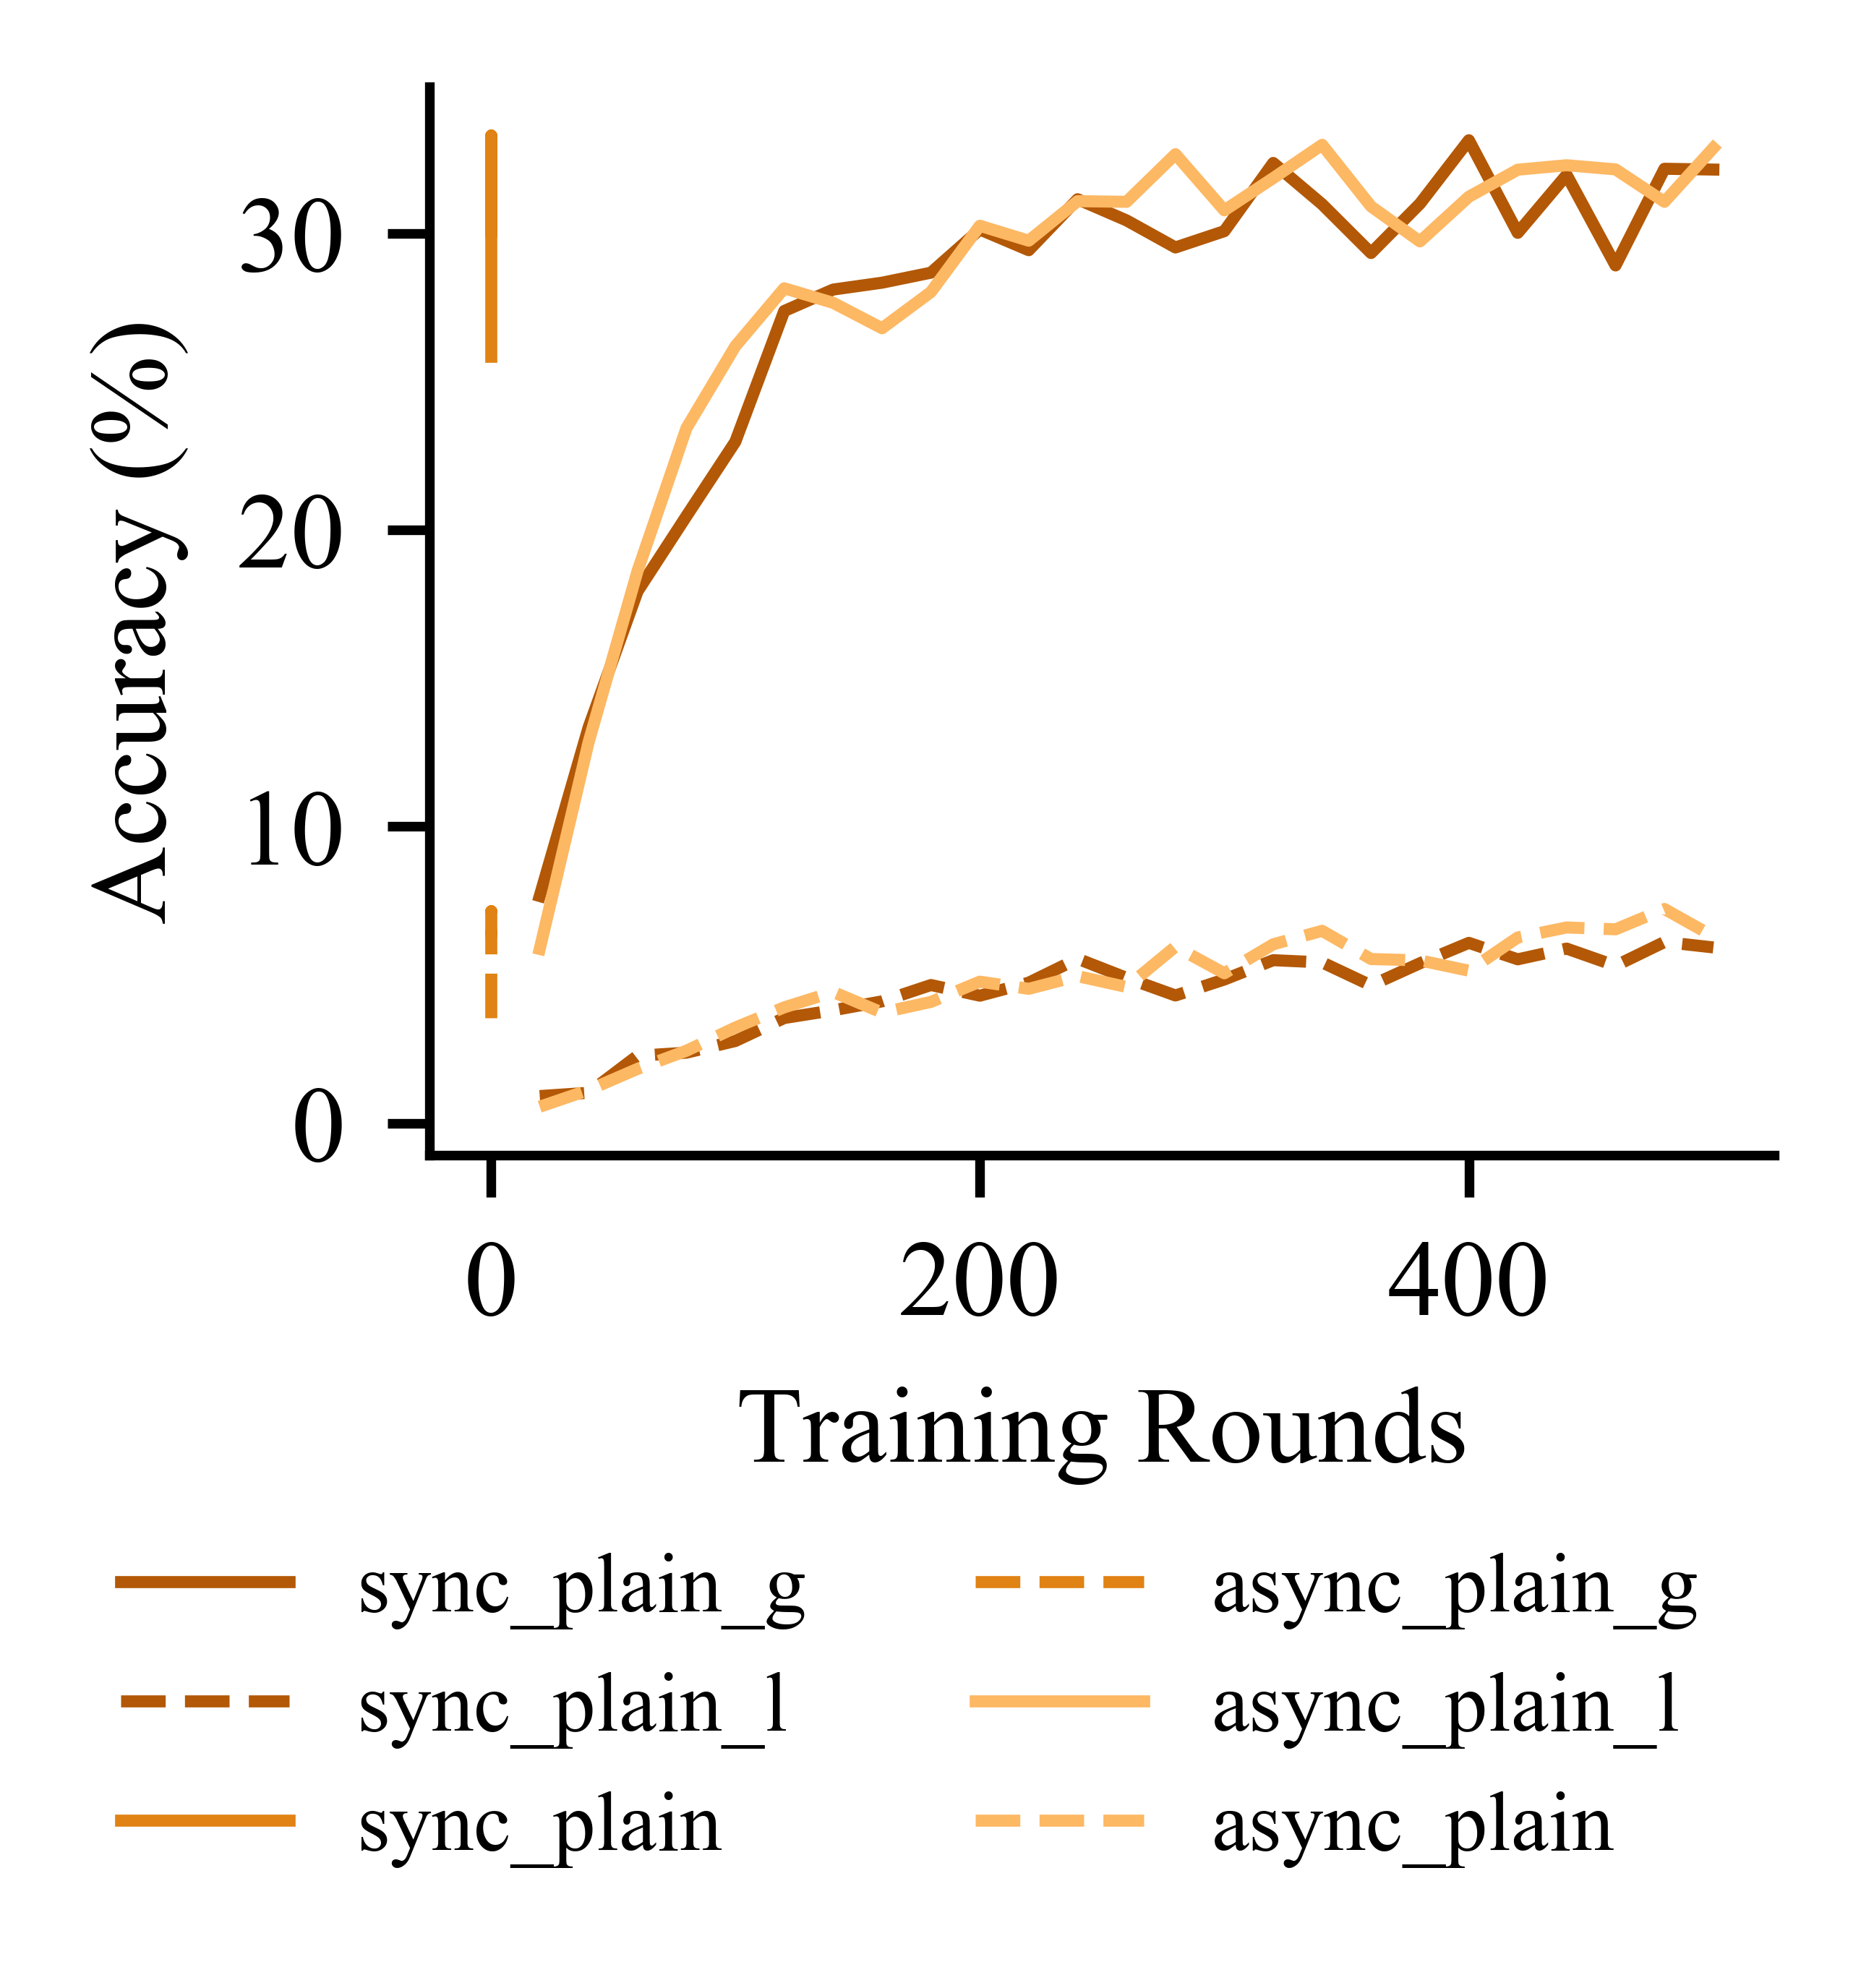 Accuracy (%)
30
20
10
0
0 200 400
Training Rounds
sync_plain_g async_plain_g
sync_plain_l async_plain_l
sync_plain async_plain